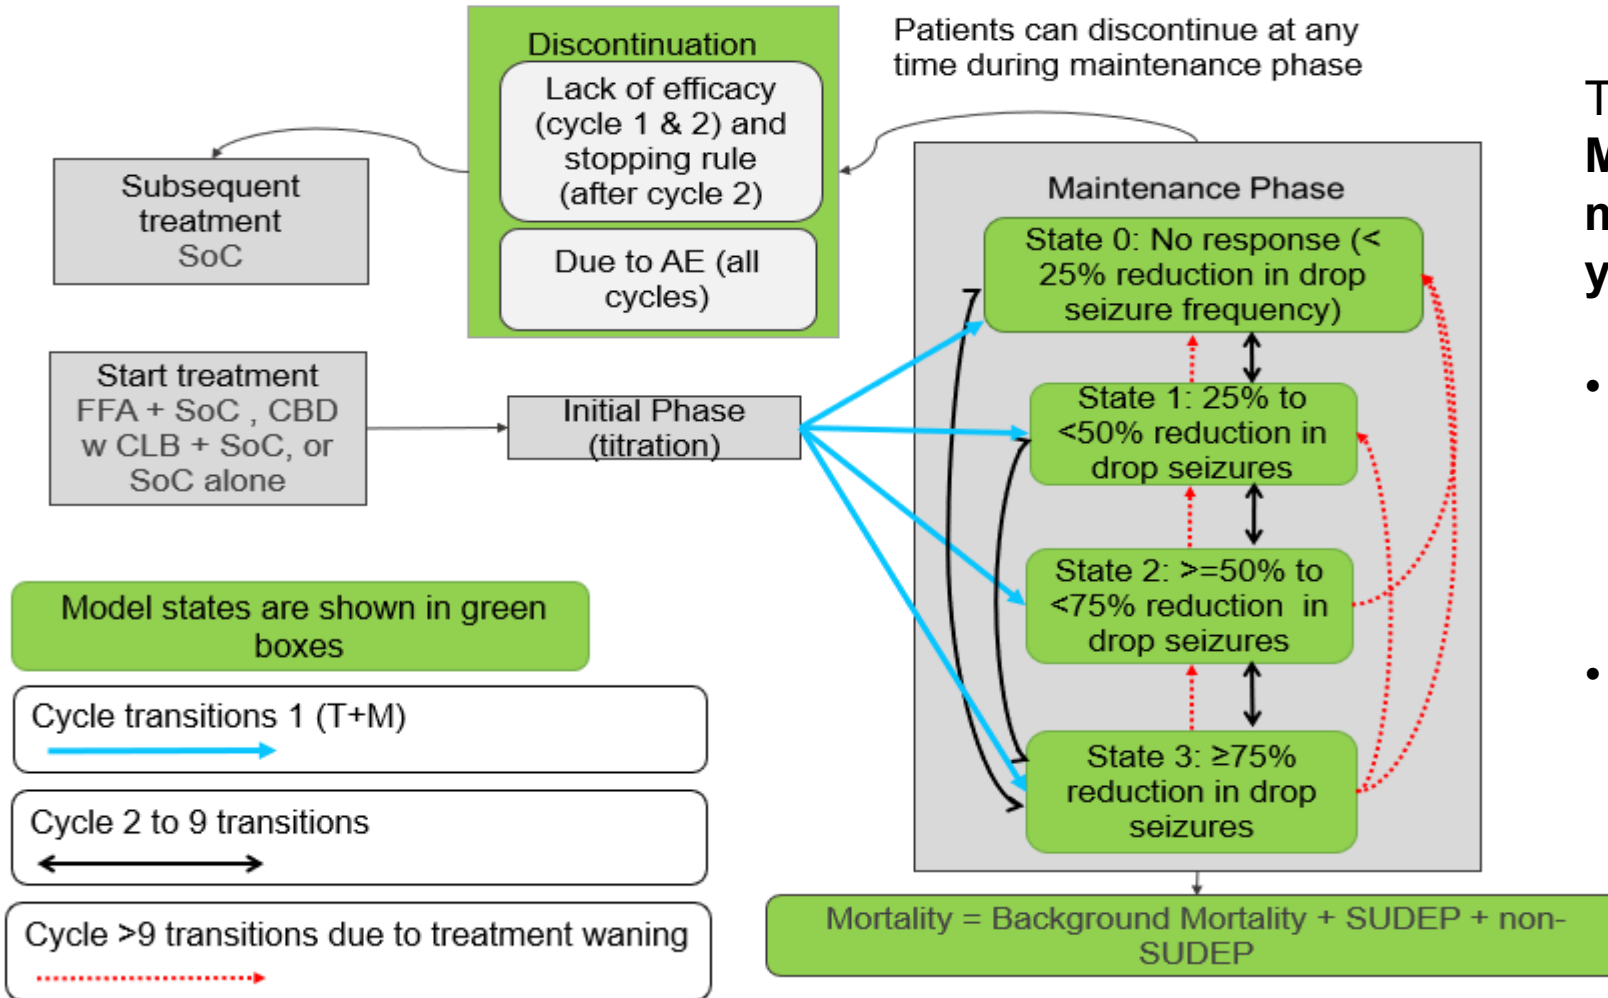 Discontinuation
Lack of efficacy
(cycle 1 & 2) and
stopping rule
(after cycle 2)
Due to AE (all
cycles)
Patients can discontinue at any
time during maintenance phase
Subsequent
treatment
SoC
Start treatment
FFA + SoC , CBD
w CLB + SoC, or
SoC alone
Initial Phase
(titration)
Maintenance Phase
State 0: No response (<
25% reduction in drop
seizure frequency)
State 1: 25% to
<50% reduction in
drop seizures
State 2: >=50% to
<75% reduction in
drop seizures
State 3: ≥75%
reduction in drop
seizures
Mortality = Background Mortality + SUDEP + non-
SUDEP
Model states are shown in green
boxes
Cycle transitions 1 (T+M)
Cycle 2 to 9 transitions
Cycle >9 transitions due to treatment waning